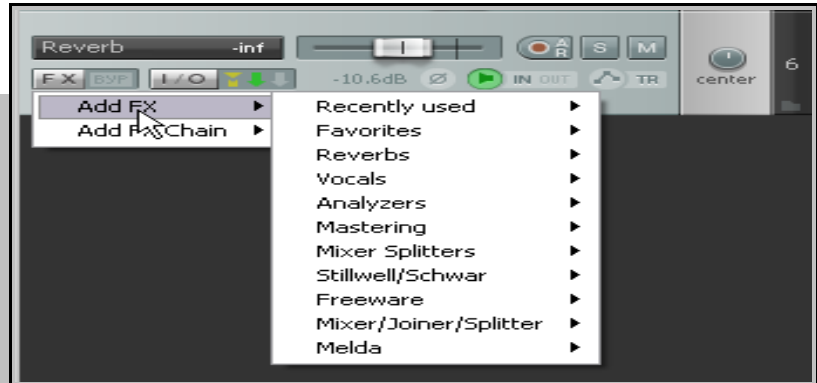 Reverb -inf AR S M
FX BYP I/O -10.6dB Ø IN OUT TR center 6
Add FX
Add FX Chain
Recently used
Favorites
Reverbs
Vocals
Analyzers
Mastering
Mixer Splitters
Stillwell/Schwar
Freeware
Mixer/Joiner/Splitter
Melda